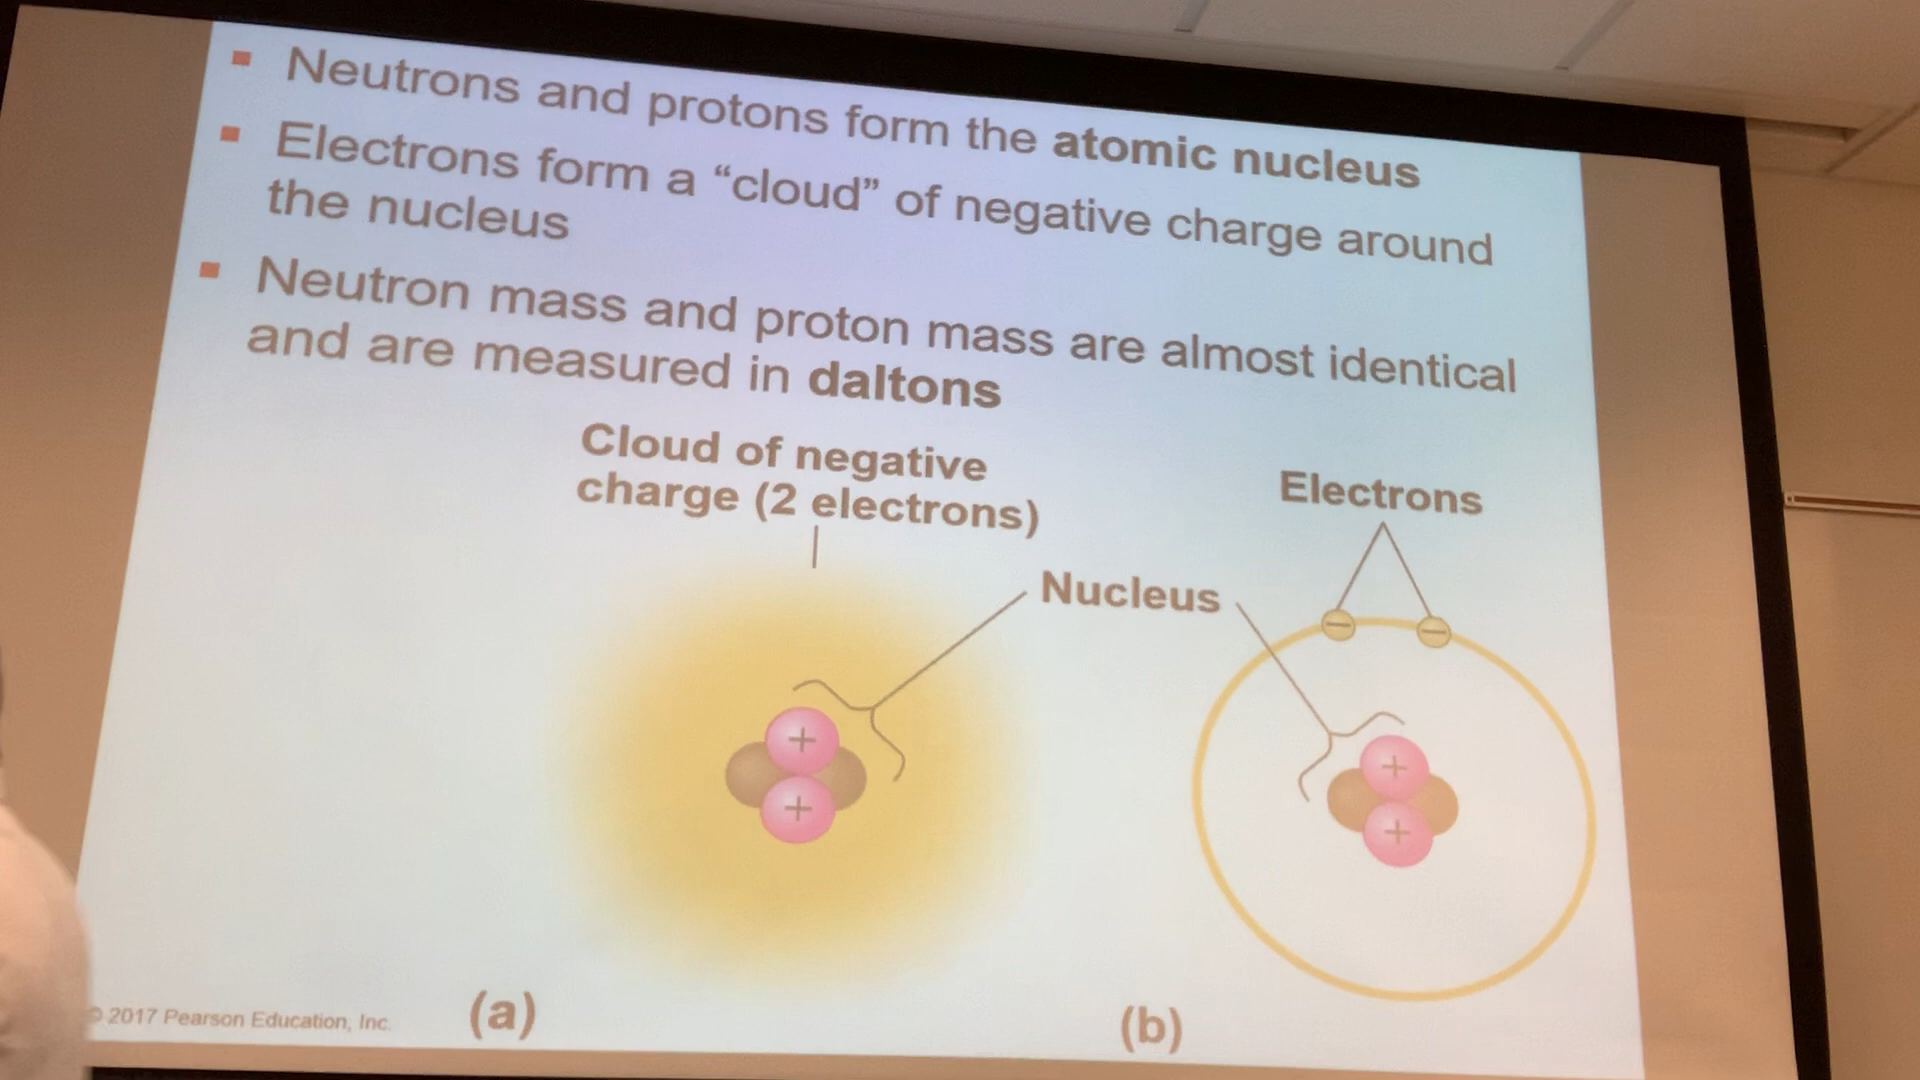 Neutrons and protons form the atomic nucleus
Electrons form a “cloud” of negative charge around
the nucleus
Neutron mass and proton mass are almost identical
and are measured in daltons
Cloud of negative
charge (2 electrons)
Electrons
Nucleus
−
−
+
+
+
+
© 2017 Pearson Education, Inc.
(a)
(b)